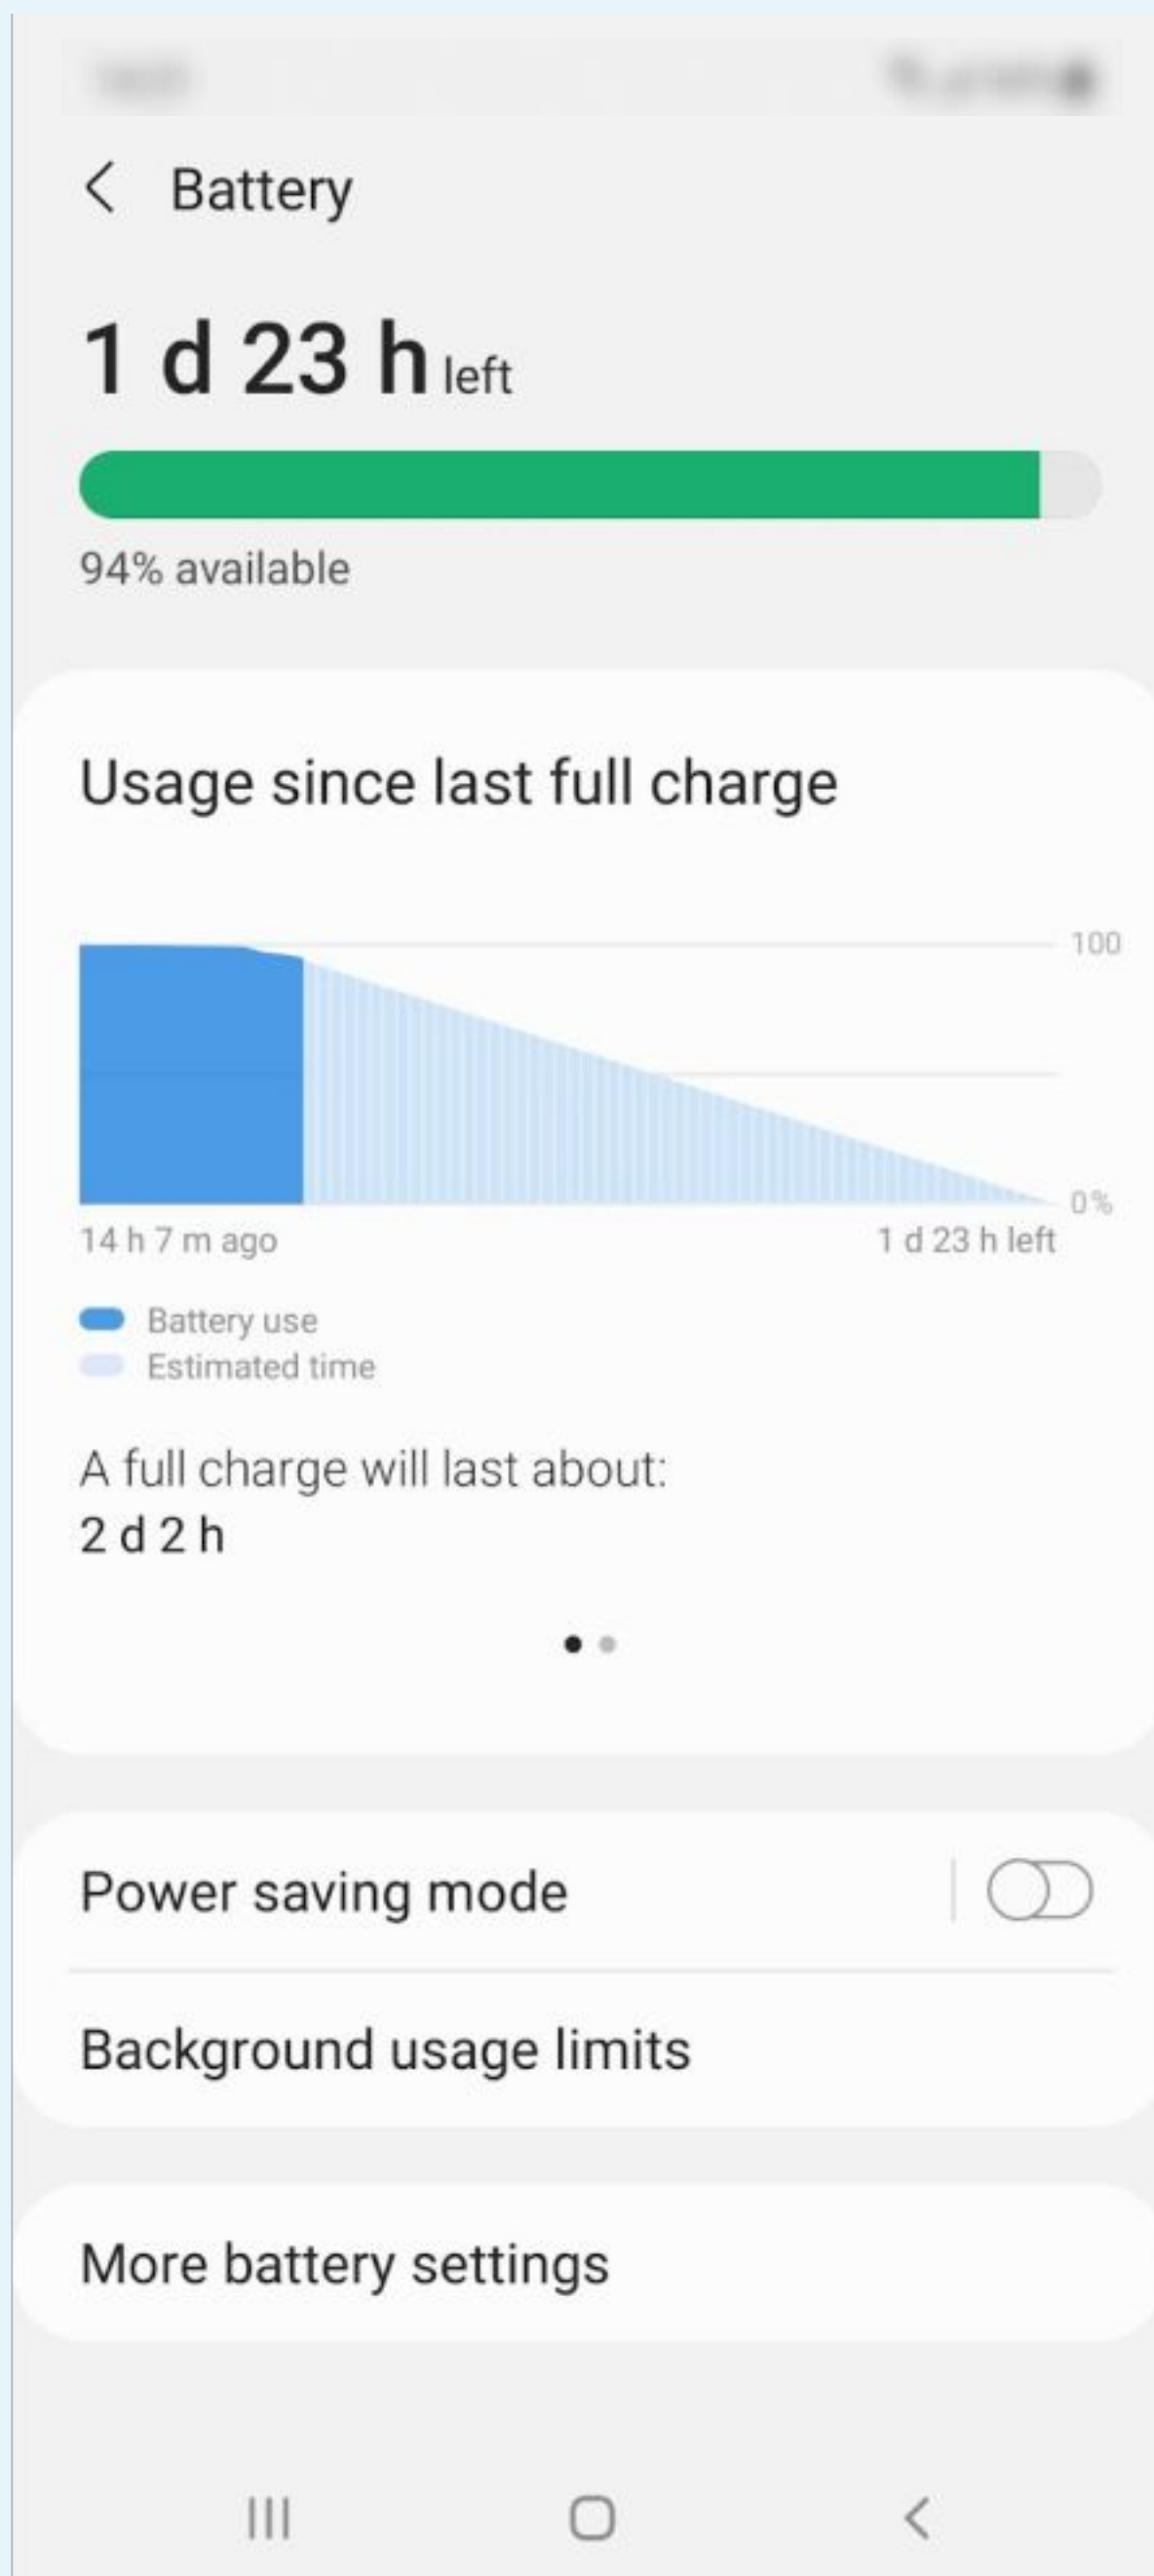 Battery
1 d 23 h left
94% available
Usage since last full charge
100
0%
14 h 7 m ago
1 d 23 h left
Battery use
Estimated time
A full charge will last about:
2 d 2 h
Power saving mode
Background usage limits
More battery settings